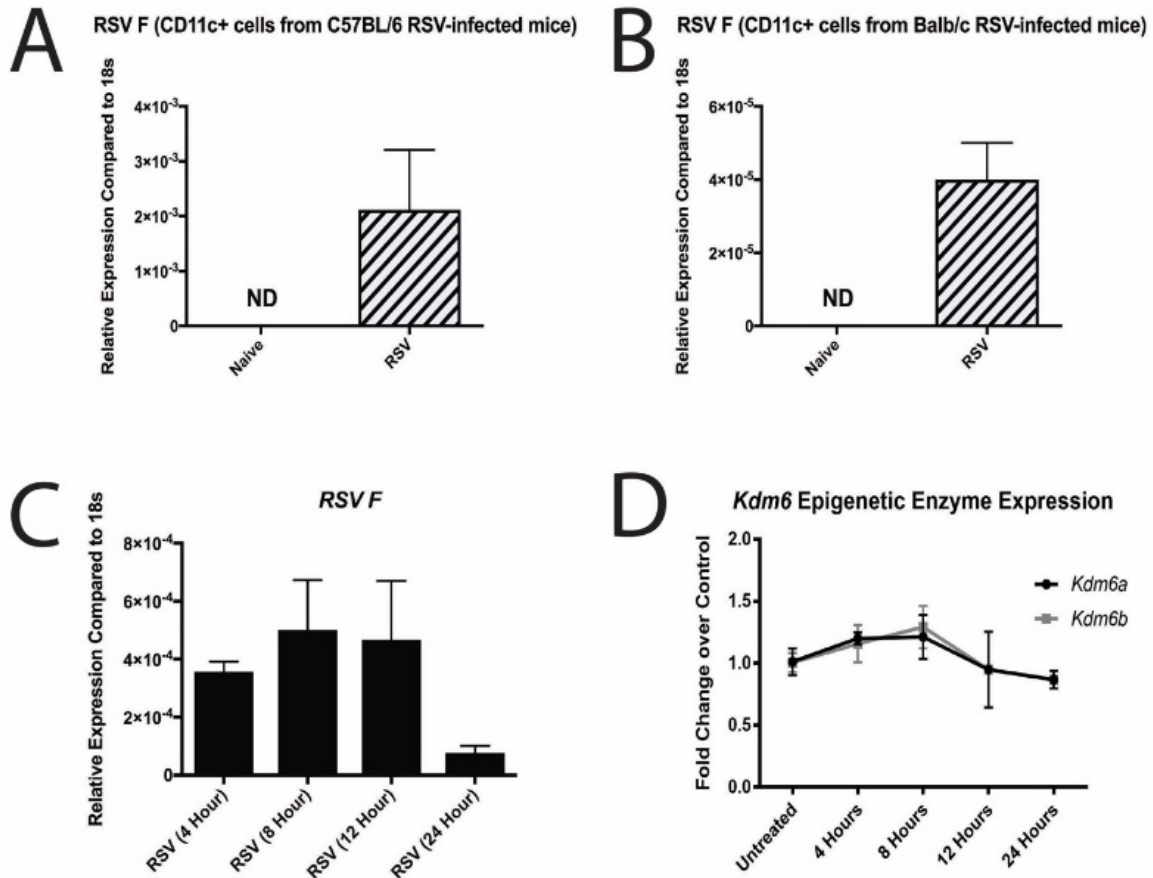 A
RSV F (CD11c+ cells from C57BL/6 RSV-infected mice)
Relative Expression Compared to 18s
4×10⁻³
3×10⁻³
2×10⁻³
1×10⁻³
0
ND
Naive
RSV
B
RSV F (CD11c+ cells from Balb/c RSV-infected mice)
Relative Expression Compared to 18s
6×10⁻⁵
4×10⁻⁵
2×10⁻⁵
0
ND
Naive
RSV
C
RSV F
Relative Expression Compared to 18s
8×10⁻⁴
6×10⁻⁴
4×10⁻⁴
2×10⁻⁴
0
RSV (4 Hour)
RSV (8 Hour)
RSV (12 Hour)
RSV (24 Hour)
D
Kdm6 Epigenetic Enzyme Expression
Fold Change over Control
2.0
1.5
1.0
0.5
0.0
Kdm6a
Kdm6b
Untreated
4 Hours
8 Hours
12 Hours
24 Hours